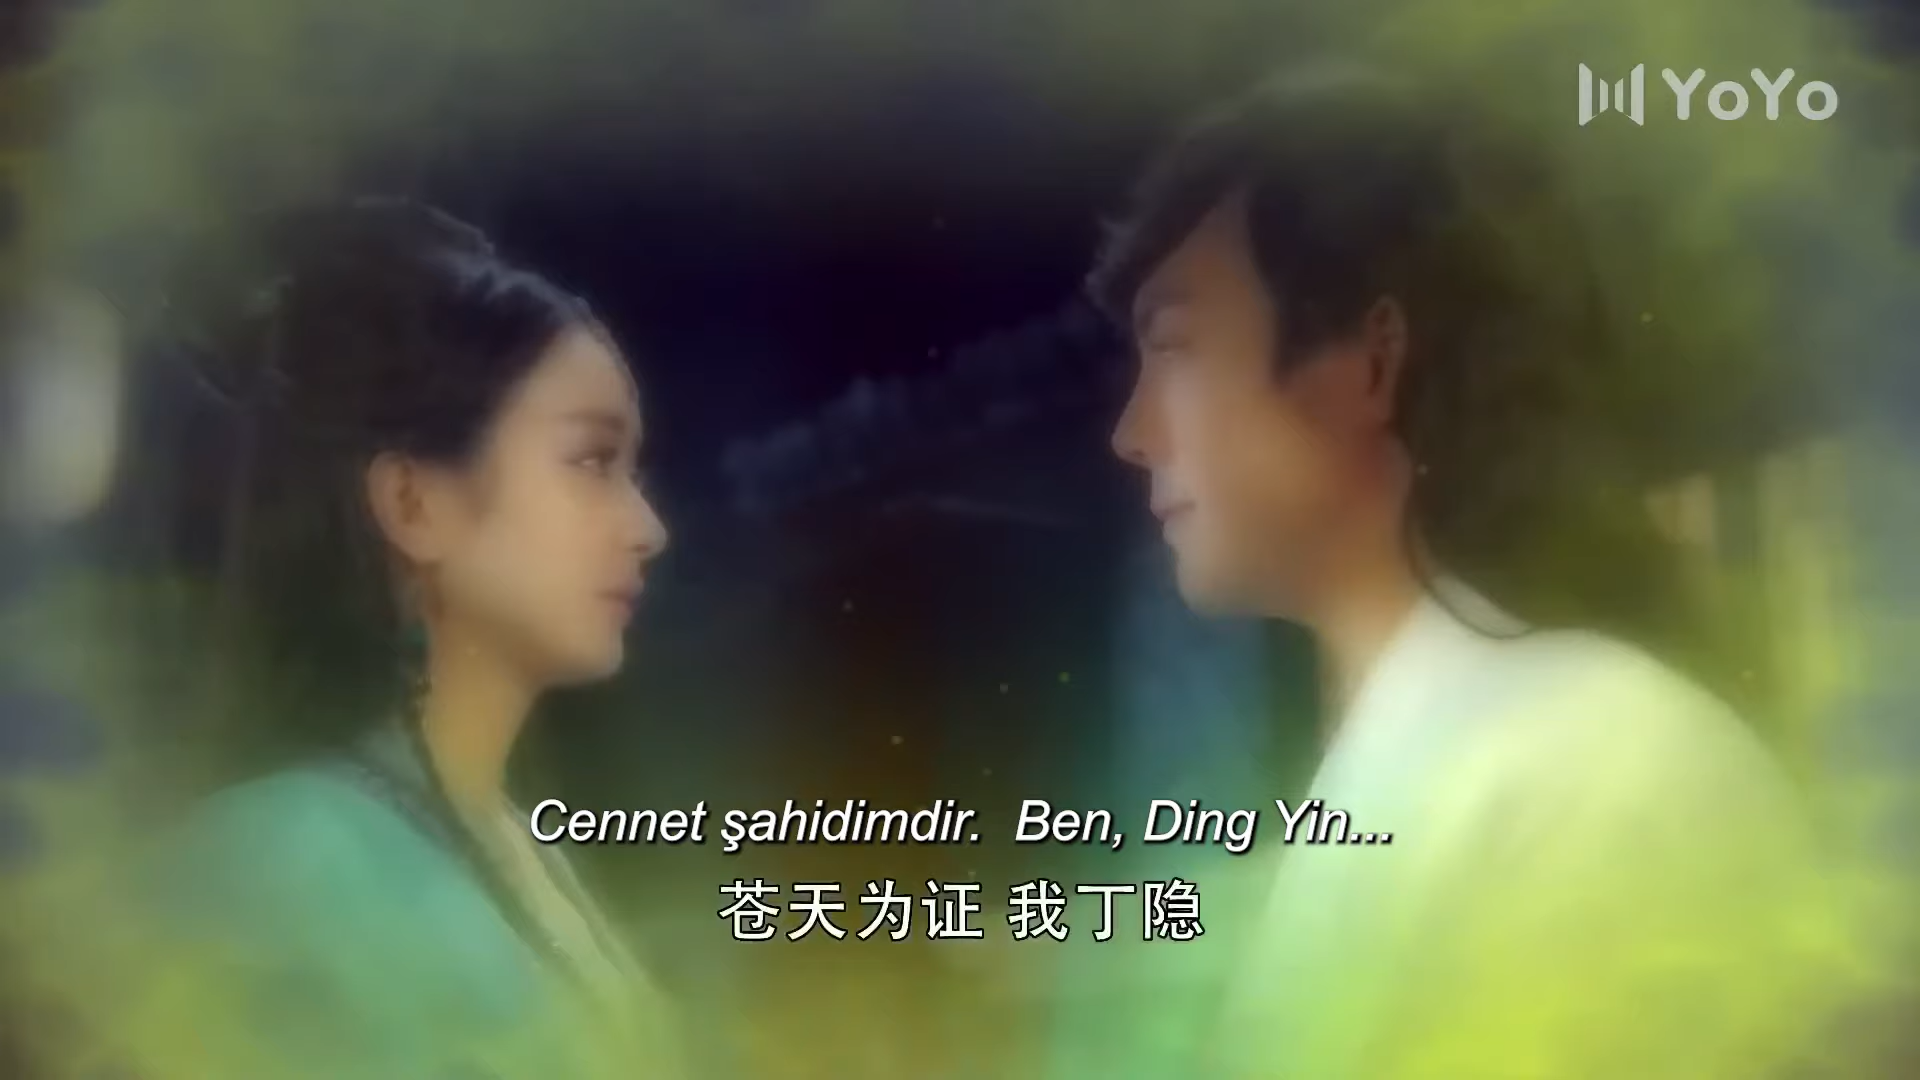 YoYo
Cennet şahidimdir. Ben, Ding Yin...
苍天为证 我丁隐